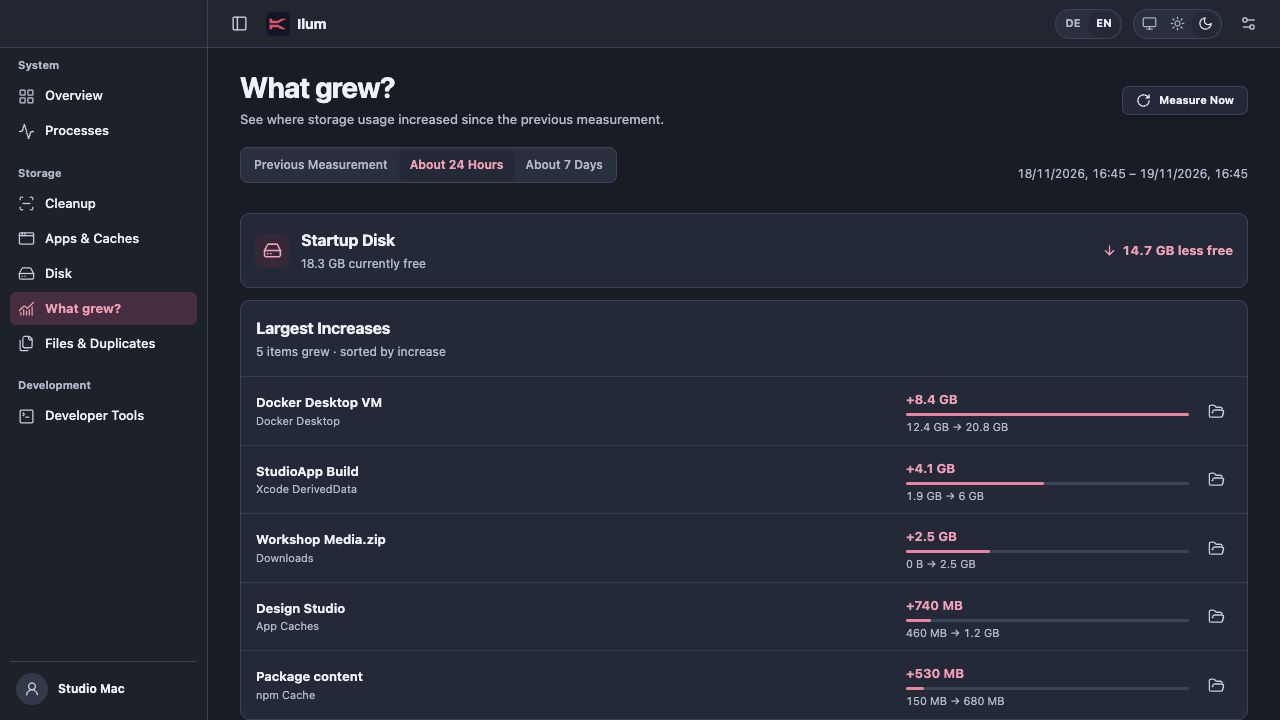 Ilum
DE EN
System
Overview
Processes
Storage
Cleanup
Apps & Caches
Disk
What grew?
Files & Duplicates
Development
Developer Tools
Studio Mac
What grew?
See where storage usage increased since the previous measurement.
Measure Now
Previous Measurement About 24 Hours About 7 Days
18/11/2026, 16:45 – 19/11/2026, 16:45
Startup Disk
18.3 GB currently free
↓ 14.7 GB less free
Largest Increases
5 items grew · sorted by increase
Docker Desktop VM
Docker Desktop
+8.4 GB
12.4 GB → 20.8 GB
StudioApp Build
Xcode DerivedData
+4.1 GB
1.9 GB → 6 GB
Workshop Media.zip
Downloads
+2.5 GB
0 B → 2.5 GB
Design Studio
App Caches
+740 MB
460 MB → 1.2 GB
Package content
npm Cache
+530 MB
150 MB → 680 MB